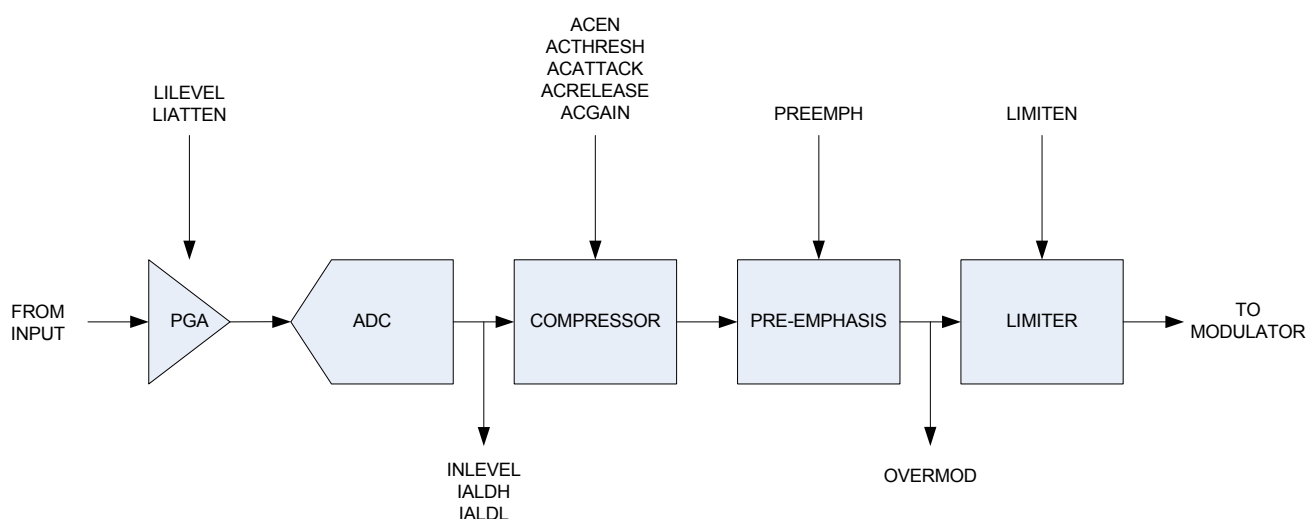 ACEN
ACTHRESH
ACATTACK
ACRELEASE
ACGAIN
LILEVEL
LIATTEN
PREEMPH
LIMITEN
FROM
INPUT
PGA
ADC
COMPRESSOR
PRE-EMPHASIS
LIMITER
TO
MODULATOR
INLEVEL
IALDH
IALDL
OVERMOD